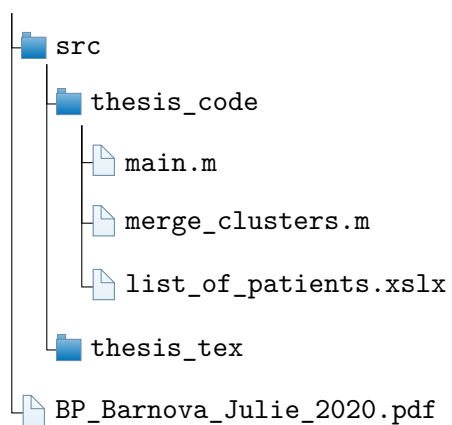 src
thesis_code
main.m
merge_clusters.m
list_of_patients.xslx
thesis_tex
BP_Barnova_Julie_2020.pdf